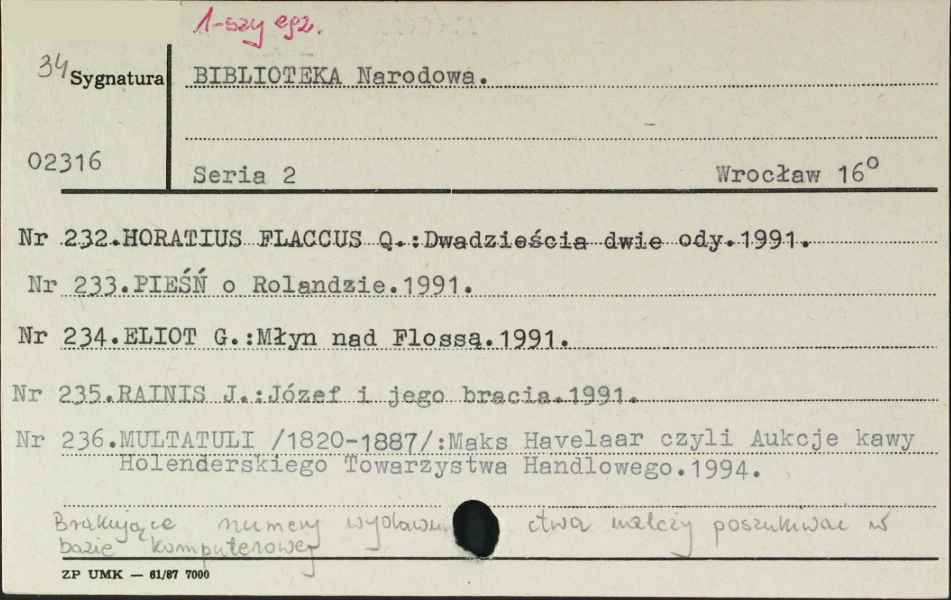 1-szy egz.
34 Sygnatura
BIBLIOTEKA Narodowa.
02316
Seria 2 Wrocław 16°
Nr 232.HORATIUS FLACCUS Q.:Dwadzieścia dwie ody.1991.
Nr 233.PIEŚŃ o Rolandzie.1991.
Nr 234.ELIOT G.:Młyn nad Flossą.1991.
Nr 235.RAINIS J.:Józef i jego bracia.1991.
Nr 236.MULTATULI /1820-1887/:Maks Havelaar czyli Aukcje kawy
Holenderskiego Towarzystwa Handlowego.1994.
Brakujące numery wydawni ctwa należy poszukiwać w
bazie komputerowej
ZP UMK — 61/87 7000